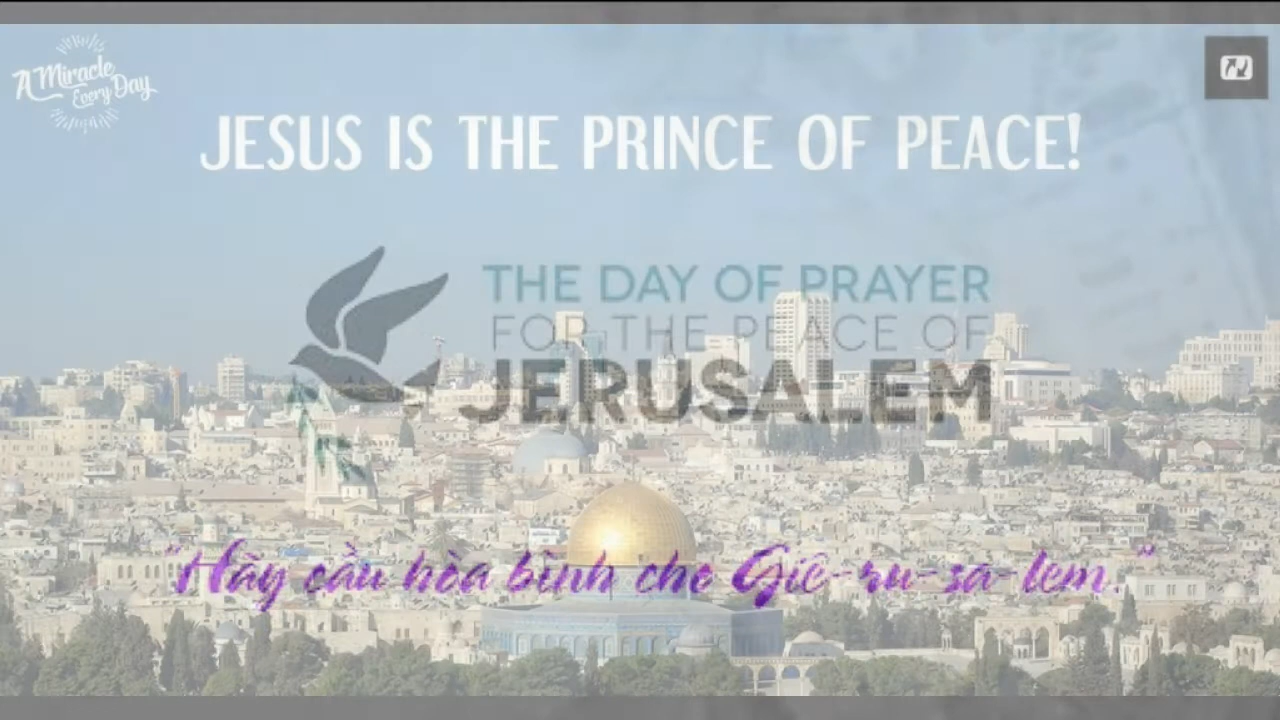 A Miracle
Every Day
JESUS IS THE PRINCE OF PEACE!
THE DAY OF PRAYER
FOR THE PEACE OF
JERUSALEM
"Hãy cầu hòa bình cho Giê-ru-sa-lem."